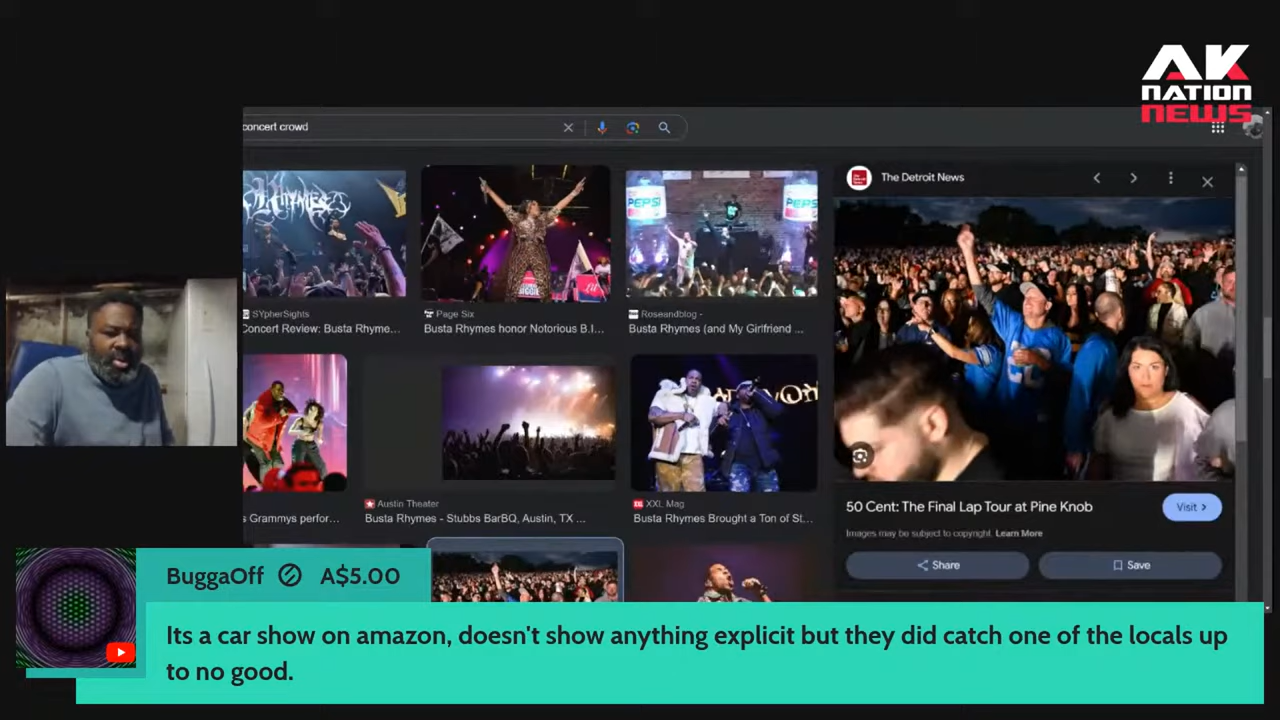 AK
NATION
NEWS
concert crowd
The Detroit News
PEPSI
PEPSI
SYpherSights
Concert Review: Busta Rhyme...
Page Six
Busta Rhymes honor Notorious B.I...
Roseandblog -
Busta Rhymes (and My Girlfriend ...
s Grammys perfor...
Austin Theater
Busta Rhymes - Stubbs BarBQ, Austin, TX ...
XXL Mag
Busta Rhymes Brought a Ton of St...
50 Cent: The Final Lap Tour at Pine Knob
Visit
Images may be subject to copyright. Learn More
Share
Save
BuggaOff A$5.00
Its a car show on amazon, doesn't show anything explicit but they did catch one of the locals up
to no good.